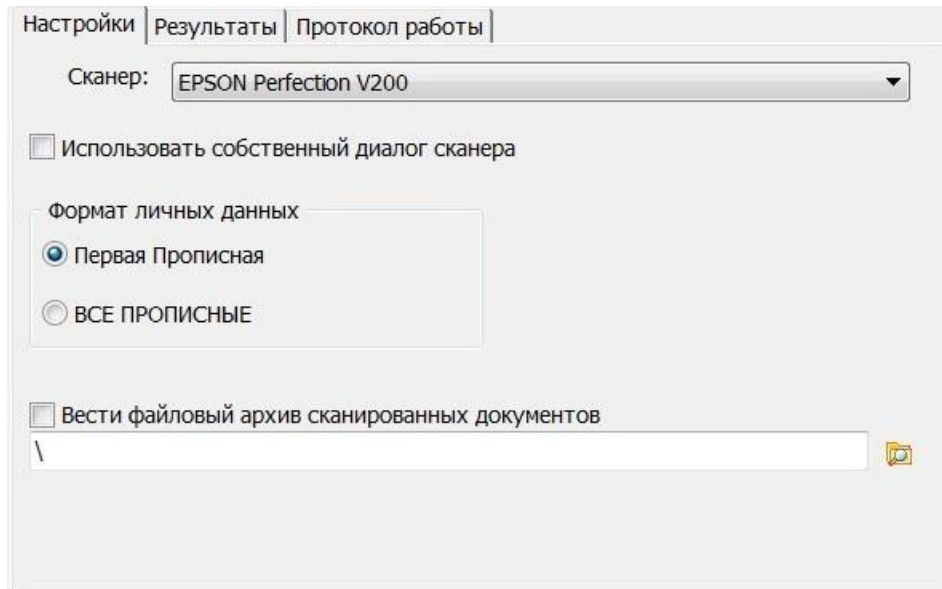 Настройки Результаты Протокол работы
Сканер: EPSON Perfection V200
Использовать собственный диалог сканера
Формат личных данных
Первая Прописная
ВСЕ ПРОПИСНЫЕ
Вести файловый архив сканированных документов
\